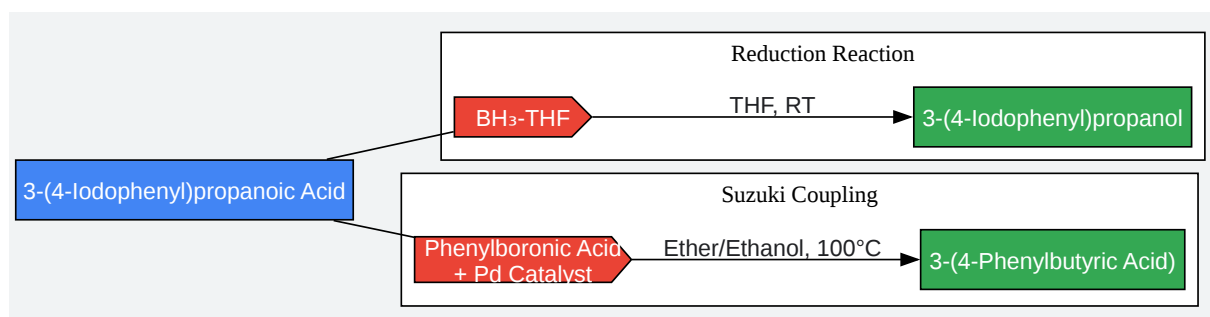 Reduction Reaction
BH₃-THF
THF, RT
3-(4-Iodophenyl)propanol
3-(4-Iodophenyl)propanoic Acid
Suzuki Coupling
Phenylboronic Acid
+ Pd Catalyst
Ether/Ethanol, 100°C
3-(4-Phenylbutyric Acid)